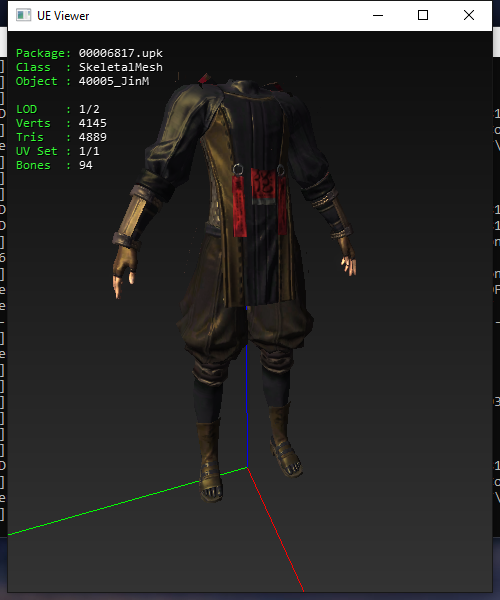 UE Viewer
Package: 00006817.upk
Class : SkeletalMesh
Object : 40005_JinM
LOD : 1/2
Verts : 4145
Tris : 4889
UV Set : 1/1
Bones : 94